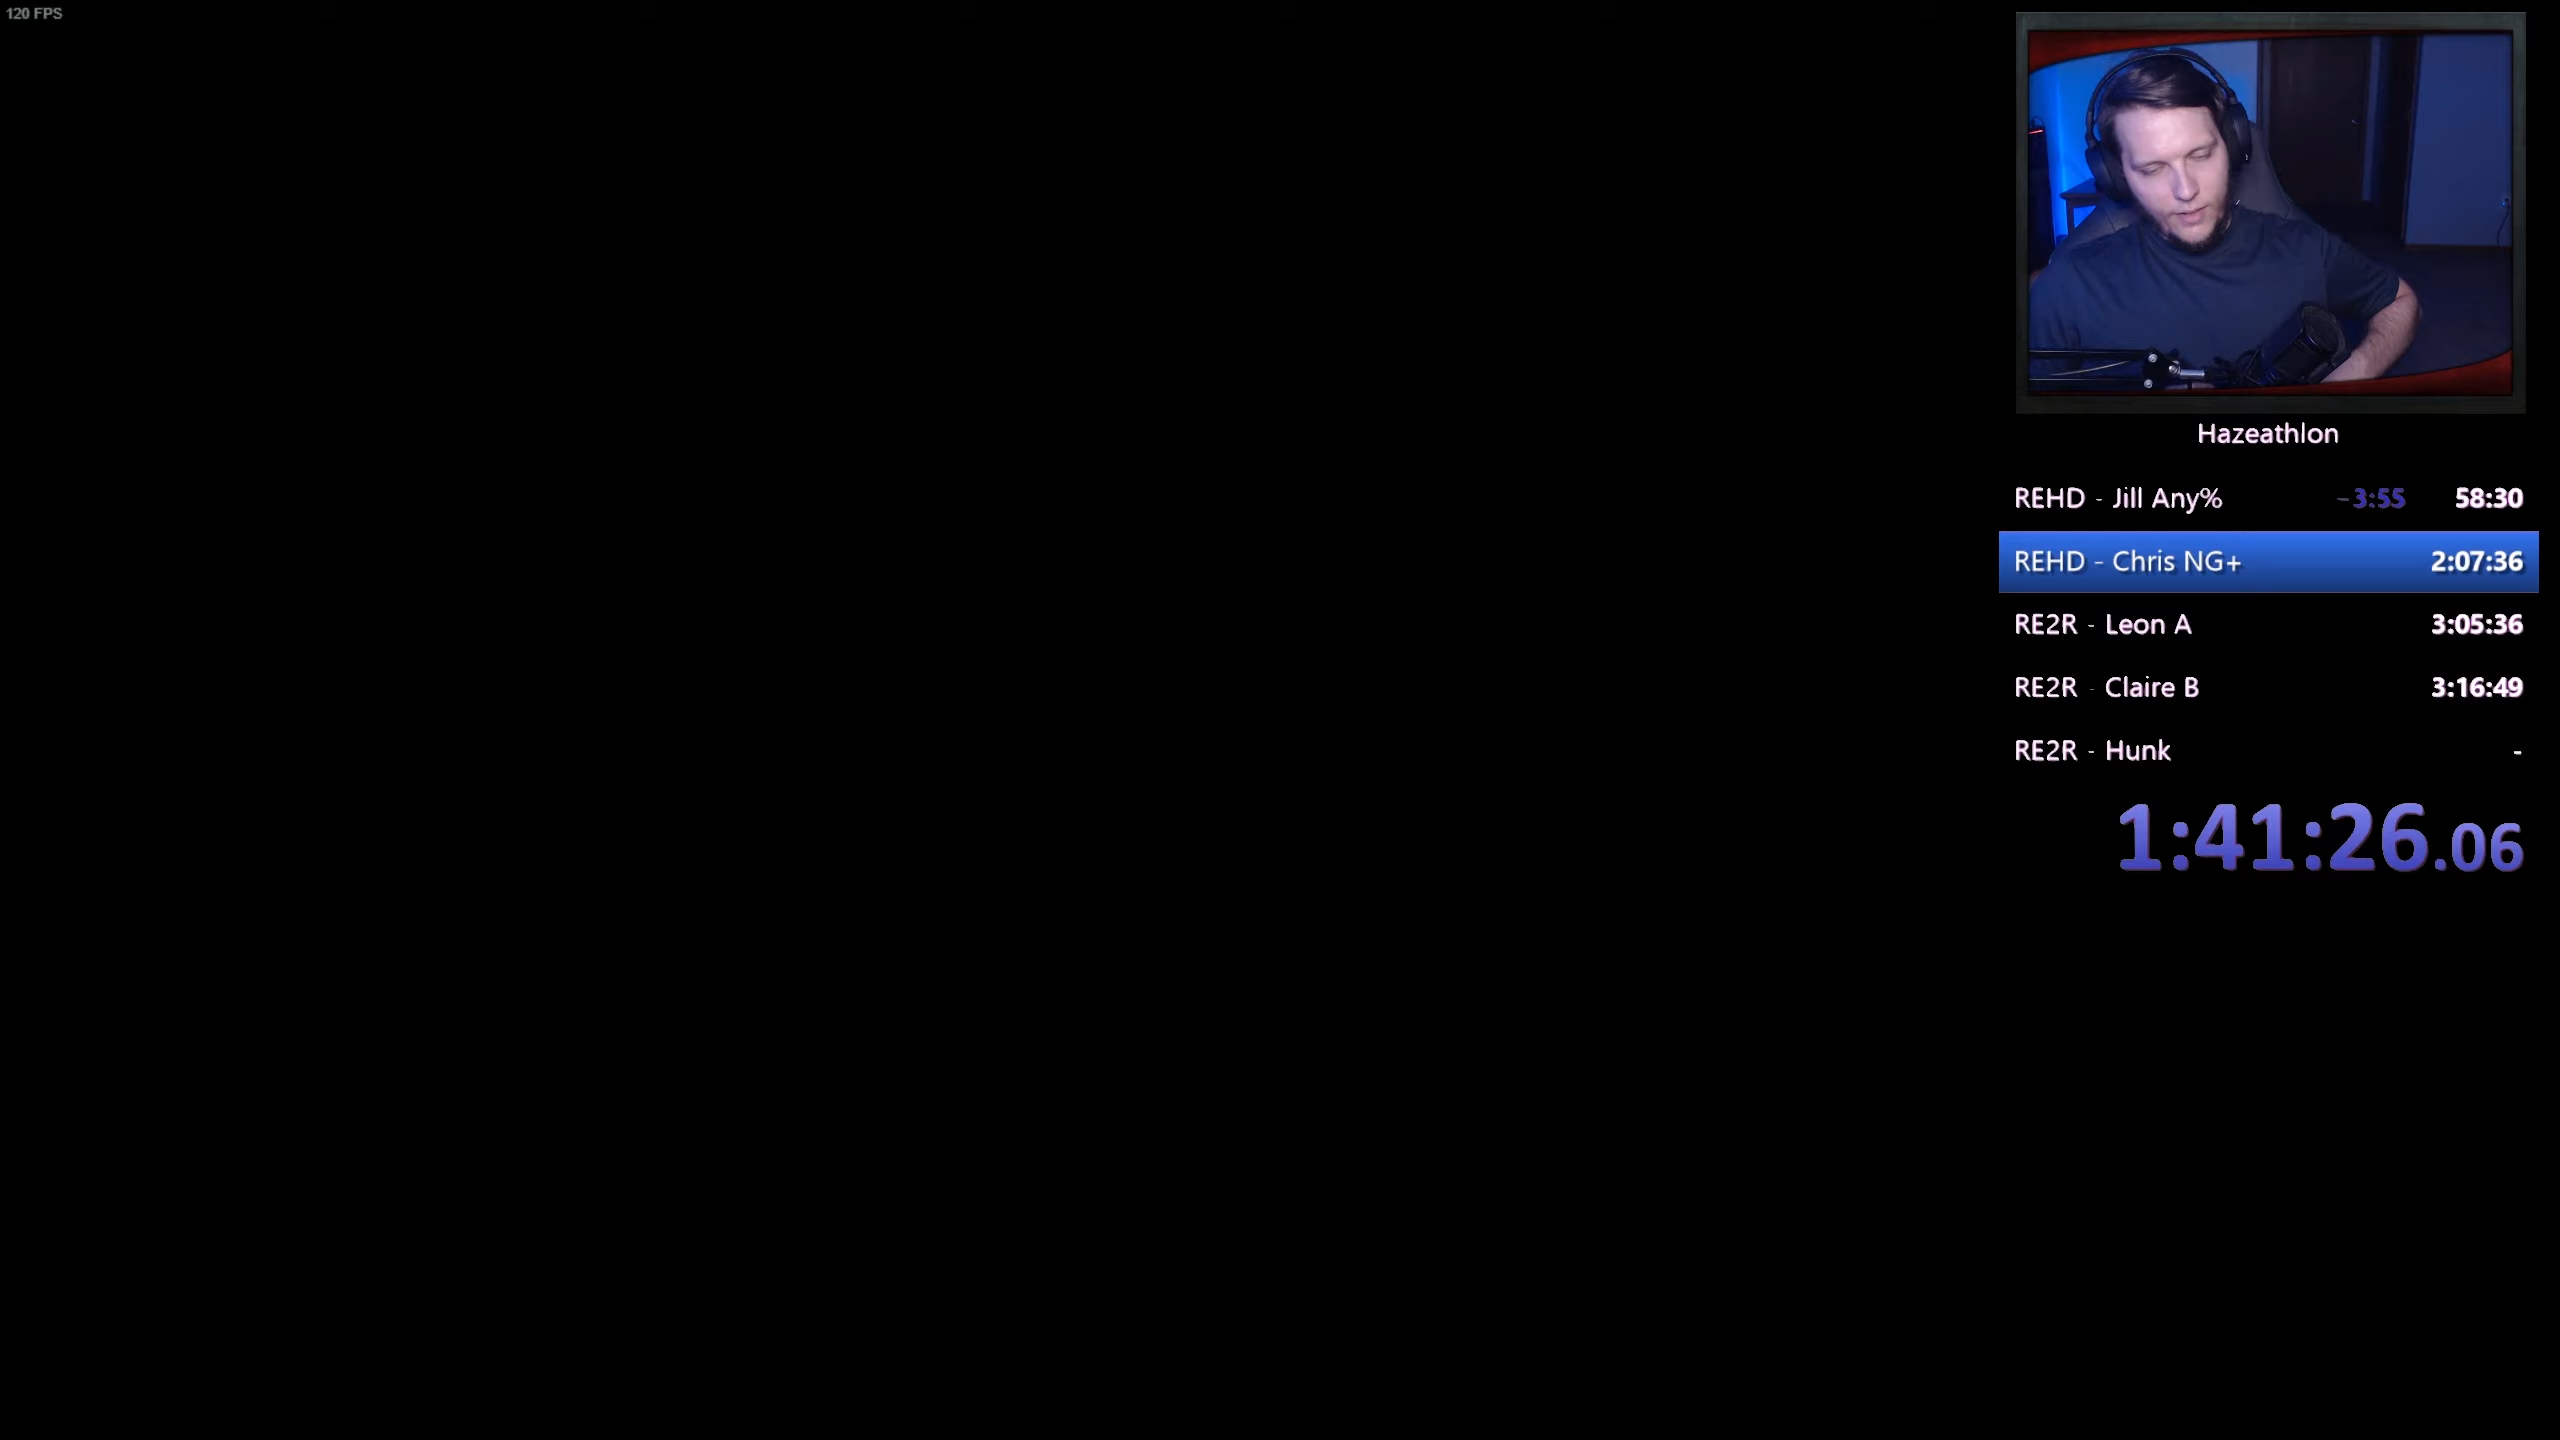 120 FPS
Hazeathlon
REHD - Jill Any% -3:55 58:30
REHD - Chris NG+ 2:07:36
RE2R - Leon A 3:05:36
RE2R - Claire B 3:16:49
RE2R - Hunk -
1:41:26.06